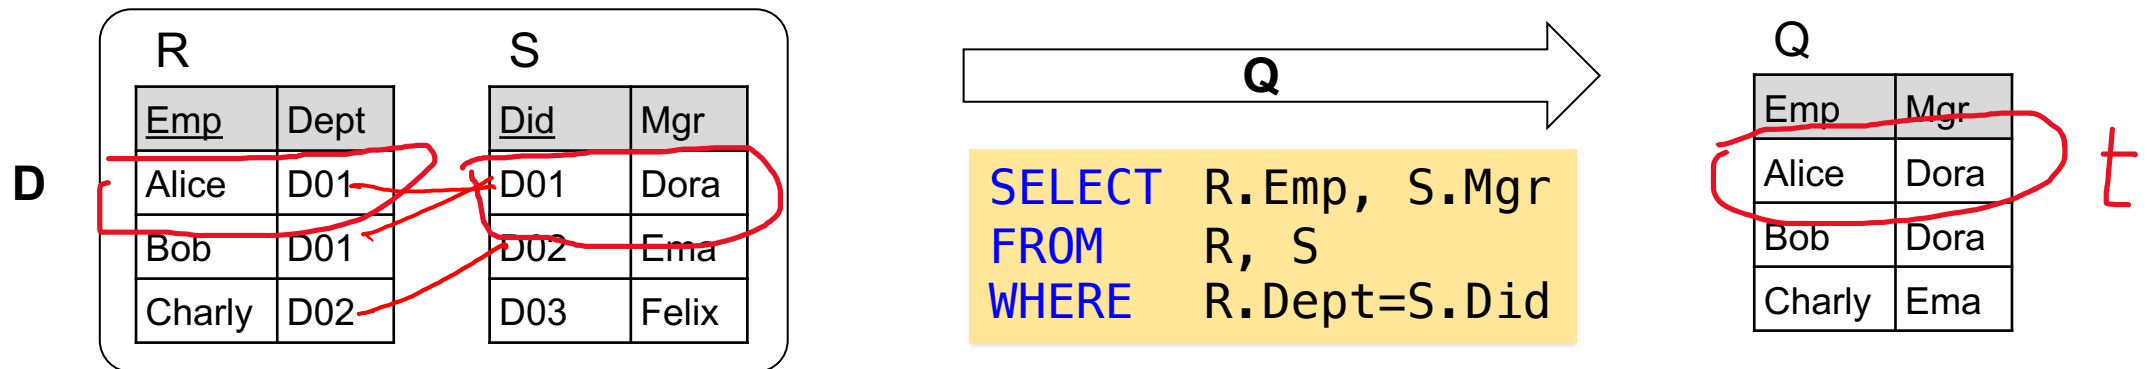 R S Q Q
Emp Dept Did Mgr Emp Mgr
D Alice D01 D01 Dora SELECT R.Emp, S.Mgr Alice Dora t
Bob D01 D02 Ema FROM R, S Bob Dora
Charly D02 D03 Felix WHERE R.Dept=S.Did Charly Ema